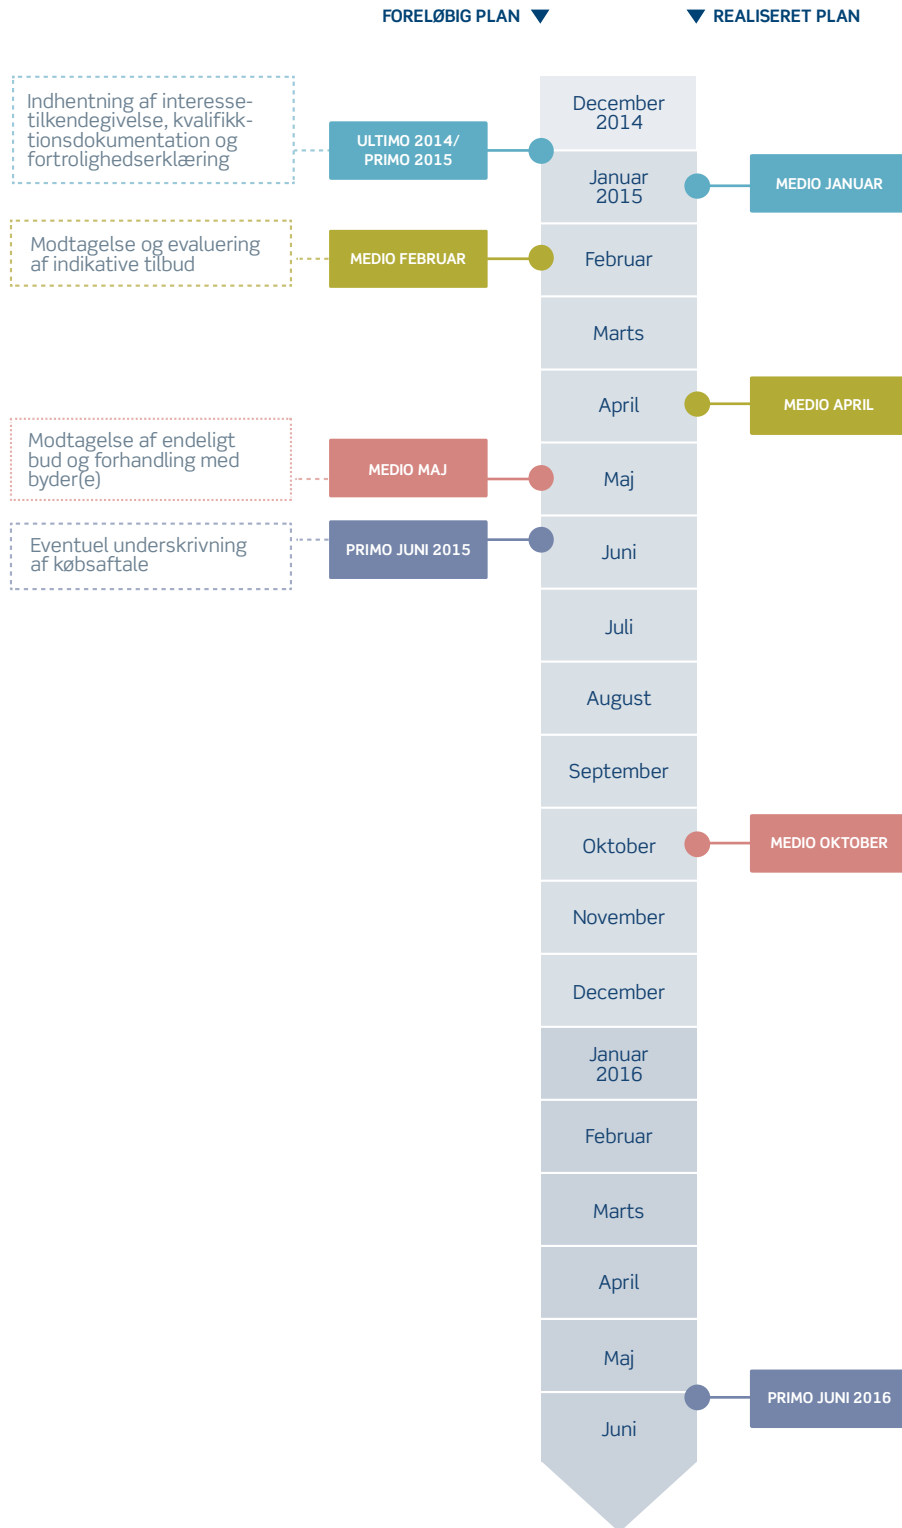 FORELØBIG PLAN
REALISERET PLAN
Indhentning af interesse-
tilkendegivelse, kvalifikk-
tionsdokumentation og
fortrolighedserklæring
ULTIMO 2014/
PRIMO 2015
December
2014
Januar
2015
MEDIO JANUAR
Modtagelse og evaluering
af indikative tilbud
MEDIO FEBRUAR
Februar
Marts
April
MEDIO APRIL
Modtagelse af endeligt
bud og forhandling med
byder(e)
MEDIO MAJ
Maj
Eventuel underskrivning
af købsaftale
PRIMO JUNI 2015
Juni
Juli
August
September
Oktober
MEDIO OKTOBER
November
December
Januar
2016
Februar
Marts
April
Maj
PRIMO JUNI 2016
Juni